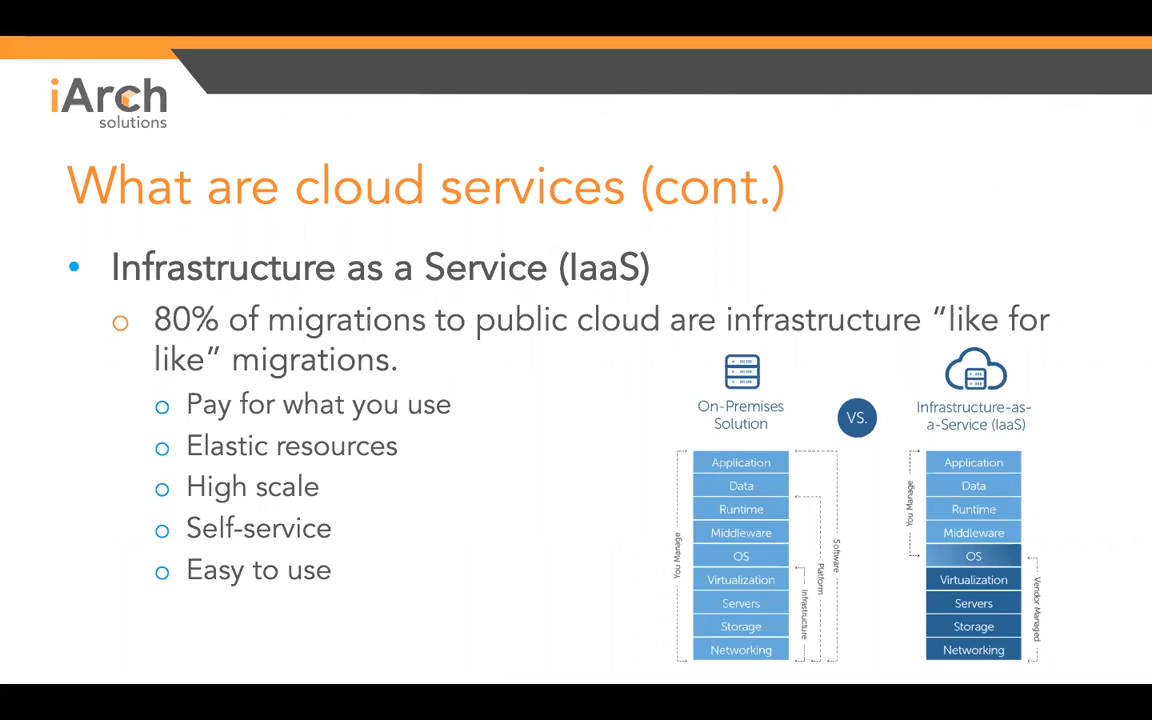 iArch
solutions
What are cloud services (cont.)
• Infrastructure as a Service (IaaS)
o 80% of migrations to public cloud are infrastructure “like for
like” migrations.
o Pay for what you use
o Elastic resources
o High scale
o Self-service
o Easy to use
On-Premises
Solution
VS.
Infrastructure-as-
a-Service (IaaS)
You Manage
Application
Data
Runtime
Middleware
OS
Virtualization
Servers
Storage
Networking
Infrastructure
Platform
Software
You Manage
Application
Data
Runtime
Middleware
OS
Virtualization
Servers
Storage
Networking
Vendor Managed